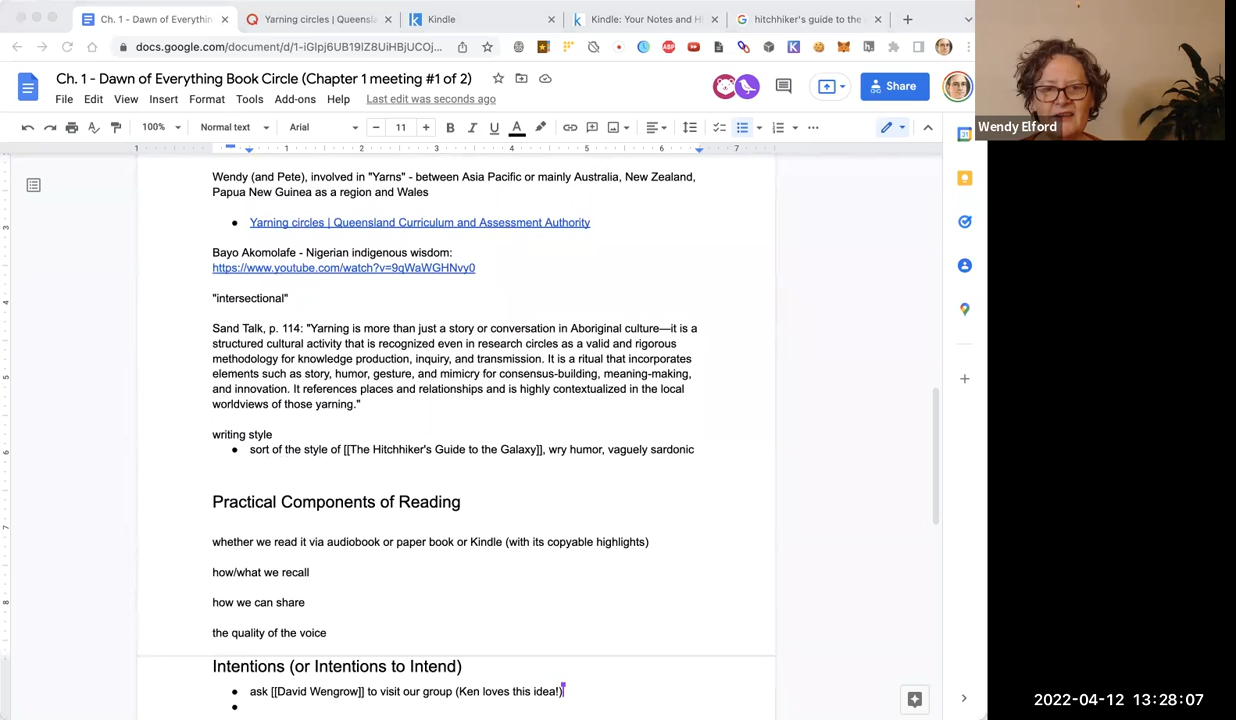 Ch. 1 - Dawn of Everythin
Yarning circles | Queensla
Kindle
Kindle: Your Notes and Hi
hitchhiker's guide to the
docs.google.com/document/d/1-iGlpj6UB19IZ8UiHBjUCOj...
Ch. 1 - Dawn of Everything Book Circle (Chapter 1 meeting #1 of 2)
Share
File Edit View Insert Format Tools Add-ons Help Last edit was seconds ago
100% Normal text Arial 11 B I U A
1 1 2 3 4 5 6 7
Wendy Elford
Wendy (and Pete), involved in "Yarns" - between Asia Pacific or mainly Australia, New Zealand,
Papua New Guinea as a region and Wales
Yarning circles | Queensland Curriculum and Assessment Authority
Bayo Akomolafe - Nigerian indigenous wisdom:
https://www.youtube.com/watch?v=9qWaWGHNvy0
"intersectional"
Sand Talk, p. 114: "Yarning is more than just a story or conversation in Aboriginal culture—it is a
structured cultural activity that is recognized even in research circles as a valid and rigorous
methodology for knowledge production, inquiry, and transmission. It is a ritual that incorporates
elements such as story, humor, gesture, and mimicry for consensus-building, meaning-making,
and innovation. It references places and relationships and is highly contextualized in the local
worldviews of those yarning."
writing style
sort of the style of [[The Hitchhiker's Guide to the Galaxy]], wry humor, vaguely sardonic
Practical Components of Reading
whether we read it via audiobook or paper book or Kindle (with its copyable highlights)
how/what we recall
how we can share
the quality of the voice
Intentions (or Intentions to Intend)
ask [[David Wengrow]] to visit our group (Ken loves this idea!)
2022-04-12 13:28:07